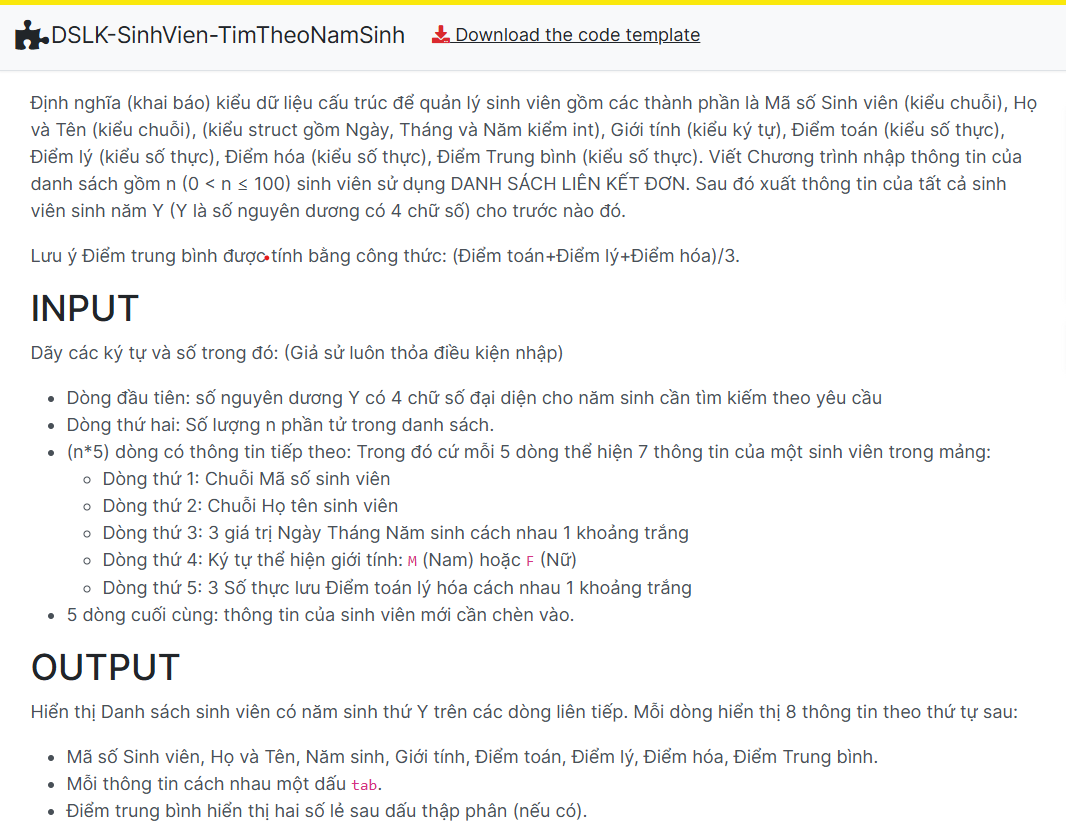 DSLK-SinhVien-TimTheoNamSinh Download the code template
Định nghĩa (khai báo) kiểu dữ liệu cấu trúc để quản lý sinh viên gồm các thành phần là Mã số Sinh viên (kiểu chuỗi), Họ
và Tên (kiểu chuỗi), (kiểu struct gồm Ngày, Tháng và Năm kiểm int), Giới tính (kiểu ký tự), Điểm toán (kiểu số thực),
Điểm lý (kiểu số thực), Điểm hóa (kiểu số thực), Điểm Trung bình (kiểu số thực). Viết Chương trình nhập thông tin của
danh sách gồm n (0 < n ≤ 100) sinh viên sử dụng DANH SÁCH LIÊN KẾT ĐƠN. Sau đó xuất thông tin của tất cả sinh
viên sinh năm Y (Y là số nguyên dương có 4 chữ số) cho trước nào đó.
Lưu ý Điểm trung bình được tính bằng công thức: (Điểm toán+Điểm lý+Điểm hóa)/3.
INPUT
Dãy các ký tự và số trong đó: (Giả sử luôn thỏa điều kiện nhập)
• Dòng đầu tiên: số nguyên dương Y có 4 chữ số đại diện cho năm sinh cần tìm kiếm theo yêu cầu
• Dòng thứ hai: Số lượng n phần tử trong danh sách.
• (n*5) dòng có thông tin tiếp theo: Trong đó cứ mỗi 5 dòng thể hiện 7 thông tin của một sinh viên trong mảng:
◦ Dòng thứ 1: Chuỗi Mã số sinh viên
◦ Dòng thứ 2: Chuỗi Họ tên sinh viên
◦ Dòng thứ 3: 3 giá trị Ngày Tháng Năm sinh cách nhau 1 khoảng trắng
◦ Dòng thứ 4: Ký tự thể hiện giới tính: M (Nam) hoặc F (Nữ)
◦ Dòng thứ 5: 3 Số thực lưu Điểm toán lý hóa cách nhau 1 khoảng trắng
• 5 dòng cuối cùng: thông tin của sinh viên mới cần chèn vào.
OUTPUT
Hiển thị Danh sách sinh viên có năm sinh thứ Y trên các dòng liên tiếp. Mỗi dòng hiển thị 8 thông tin theo thứ tự sau:
• Mã số Sinh viên, Họ và Tên, Năm sinh, Giới tính, Điểm toán, Điểm lý, Điểm hóa, Điểm Trung bình.
• Mỗi thông tin cách nhau một dấu tab.
• Điểm trung bình hiển thị hai số lẻ sau dấu thập phân (nếu có).